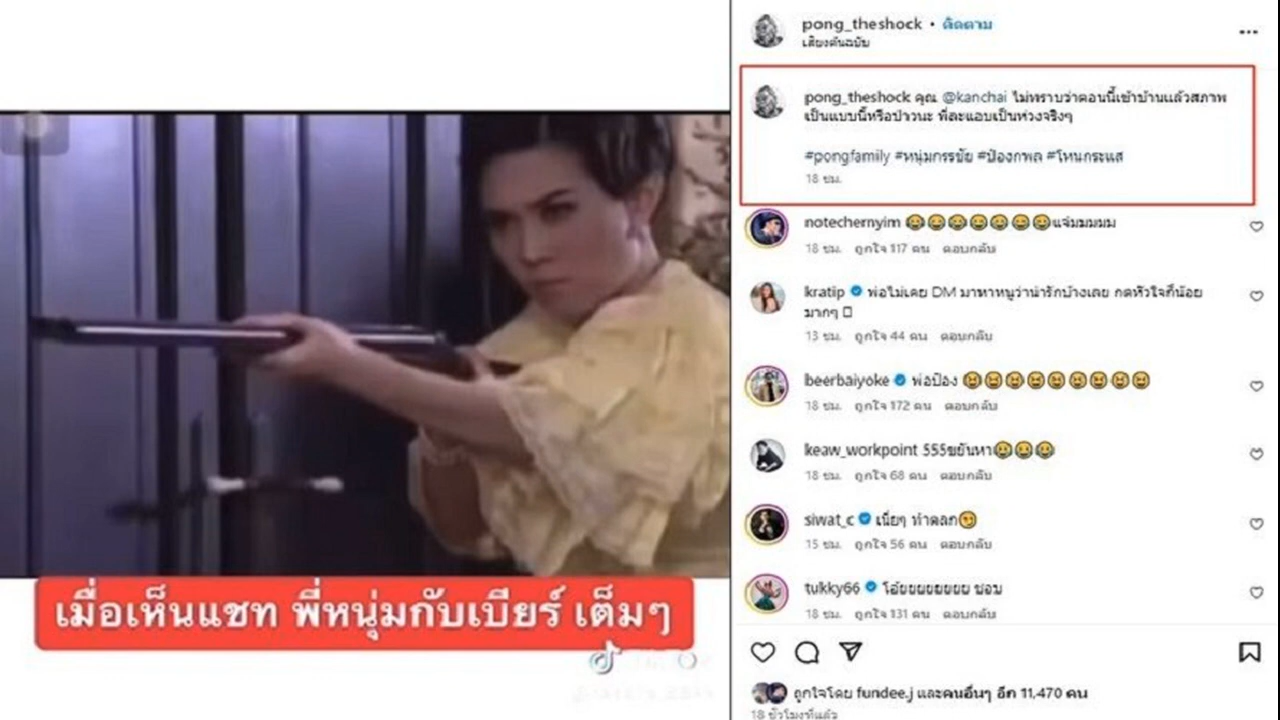 เมื่อเห็นแชท พี่หนุ่มกับเบียร์ เต็มๆ
pong_theshock • ติดตาม
เสียงต้นฉบับ
pong_theshock คุณ @kanchai ไม่ทราบว่าตอนนี้เข้าบ้านแล้วสภาพ
เป็นแบบนี้หรือป่าวนะ พี่ละแอบเป็นห่วงจริงๆ
#pongfamily #หนุ่มกรรชัย #ป๋องกพล #โหนกระแส
18 ชม.
notechernyim 😂😂😂😂😂😂😂แจ่มมมมม
18 ชม. ถูกใจ 117 คน ตอบกลับ
kratiip พ่อไม่เคย DM มาหาหนูว่าน่ารักบ้างเลย กดหัวใจก็น้อย
มากๆ
13 ชม. ถูกใจ 44 คน ตอบกลับ
beerbaiyoke พ่อป๋อง 😆😆😆😆😆😆😆😆😆
18 ชม. ถูกใจ 172 คน ตอบกลับ
keaw_workpoint 555ขยันหา😂😂😂
18 ชม. ถูกใจ 68 คน ตอบกลับ
siwat_c เนี่ยๆ ทำตลก😏
15 ชม. ถูกใจ 56 คน ตอบกลับ
tukky66 โอ๊ยยยยยยยย ชอบ
18 ชม. ถูกใจ 131 คน ตอบกลับ
ถูกใจโดย fundee.j และคนอื่นๆ อีก 11,470 คน
18 ชั่วโมงที่แล้ว